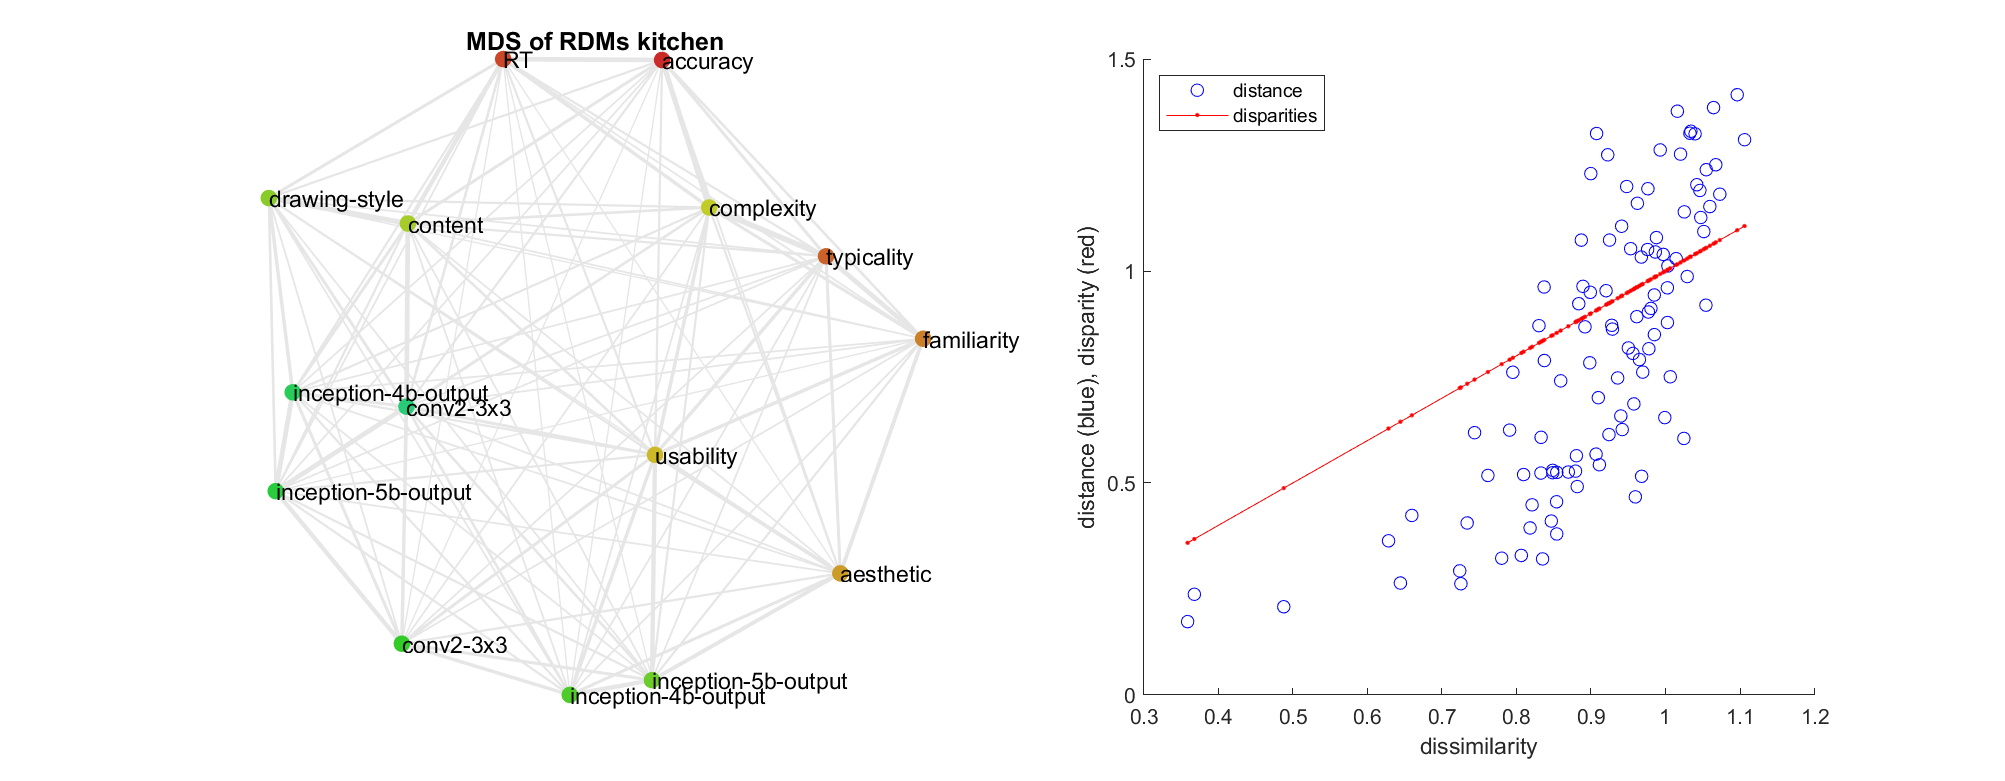 MDS of RDMs kitchen
RT
accuracy
drawing-style
content
complexity
typicality
familiarity
inception-4b-output
conv2-3x3
usability
inception-5b-output
aesthetic
conv2-3x3
inception-5b-output
inception-4b-output
1.5
1
0.5
0
distance (blue), disparity (red)
distance
disparities
0.3 0.4 0.5 0.6 0.7 0.8 0.9 1 1.1 1.2
dissimilarity